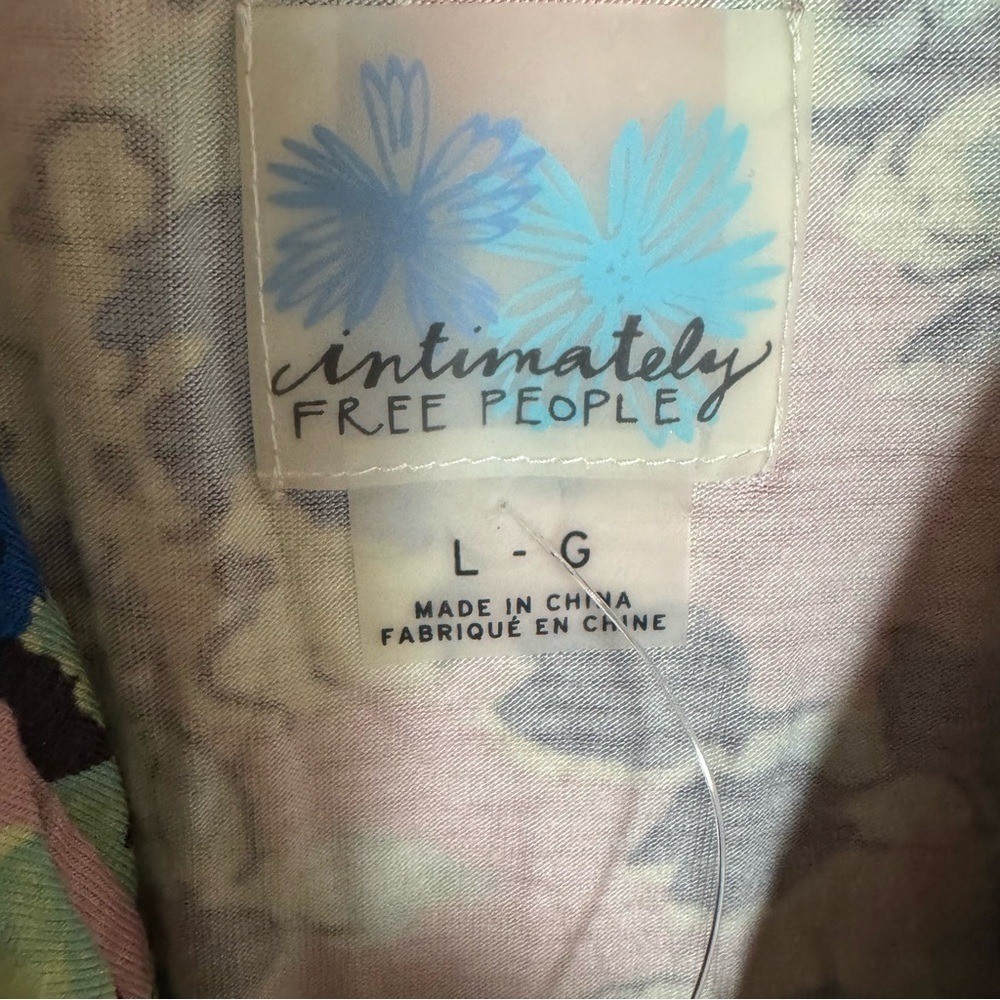 intimately
FREE PEOPLE
L - G
MADE IN CHINA
FABRIQUÉ EN CHINE